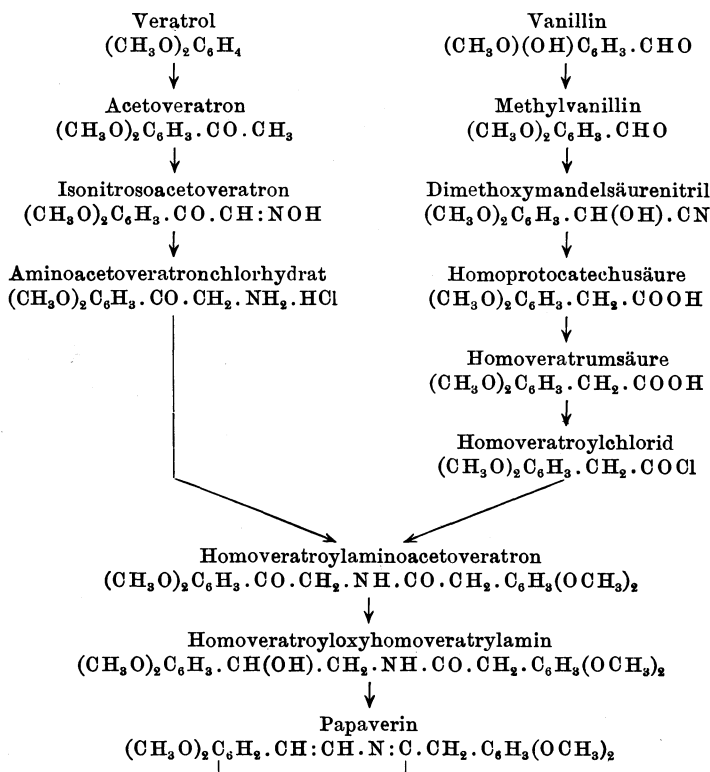 Veratrol
(CH₃O)₂C₆H₄
Acetoveratron
(CH₃O)₂C₆H₃.CO.CH₃
Isonitrosoacetoveratron
(CH₃O)₂C₆H₃.CO.CH:NOH
Aminoacetoveratronchlorhydrat
(CH₃O)₂C₆H₃.CO.CH₂.NH₂.HCl
Vanillin
(CH₃O)(OH)C₆H₃.CHO
Methylvanillin
(CH₃O)₂C₆H₃.CHO
Dimethoxymandelsäurenitril
(CH₃O)₂C₆H₃.CH(OH).CN
Homoprotocatechusäure
(CH₃O)₂C₆H₃.CH₂.COOH
Homoveratrumsäure
(CH₃O)₂C₆H₃.CH₂.COOH
Homoveratroylchlorid
(CH₃O)₂C₆H₃.CH₂.COCl
Homoveratroylaminoacetoveratron
(CH₃O)₂C₆H₃.CO.CH₂.NH.CO.CH₂.C₆H₃(OCH₃)₂
Homoveratroyloxyhomoveratrylamin
(CH₃O)₂C₆H₃.CH(OH).CH₂.NH.CO.CH₂.C₆H₃(OCH₃)₂
Papaverin
(CH₃O)₂C₆H₂.CH:CH.N:C.CH₂.C₆H₃(OCH₃)₂